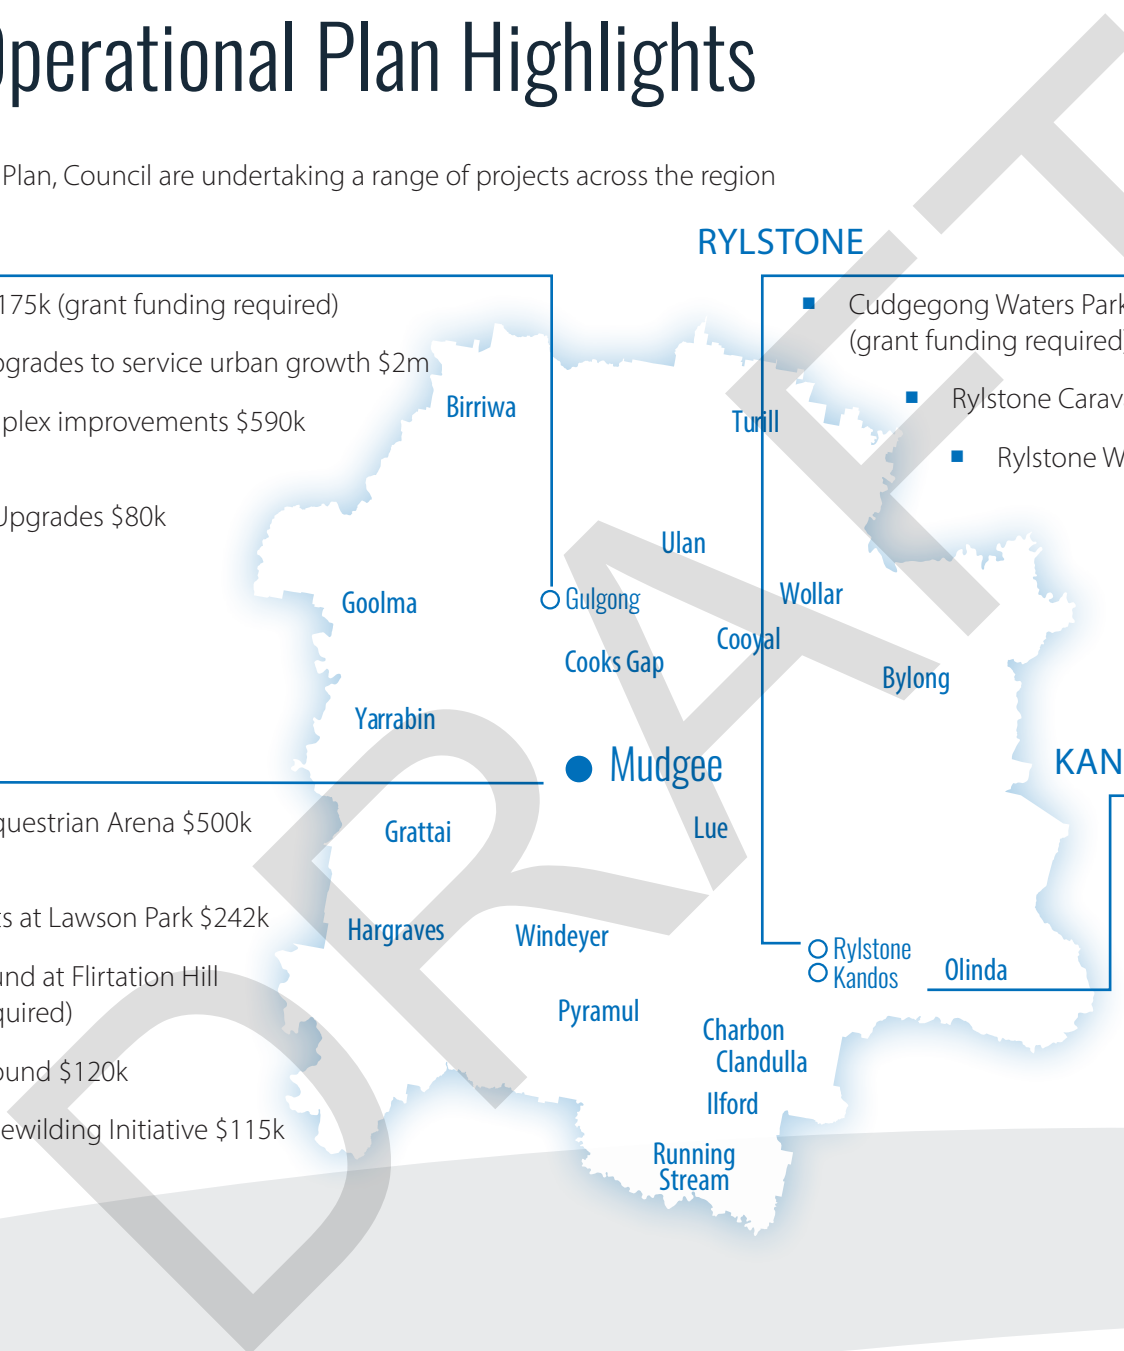 Operational Plan Highlights
Plan, Council are undertaking a range of projects across the region
RYLSTONE
175k (grant funding required)
pgrades to service urban growth $2m
plex improvements $590k
Upgrades $80k
Cudgegong Waters Park
(grant funding required)
Rylstone Carav
Rylstone W
Birriwa
Turill
Ulan
Goolma
Gulgong
Wollar
Cooyal
Cooks Gap
Bylong
Yarrabin
Mudgee
KAN
questrian Arena $500k
Grattai
Lue
ts at Lawson Park $242k
Hargraves
Windeyer
Rylstone
Kandos
Olinda
und at Flirtation Hill
quired)
Pyramul
Charbon
Clandulla
ound $120k
Ilford
ewilding Initiative $115k
Running
Stream
DRAFT